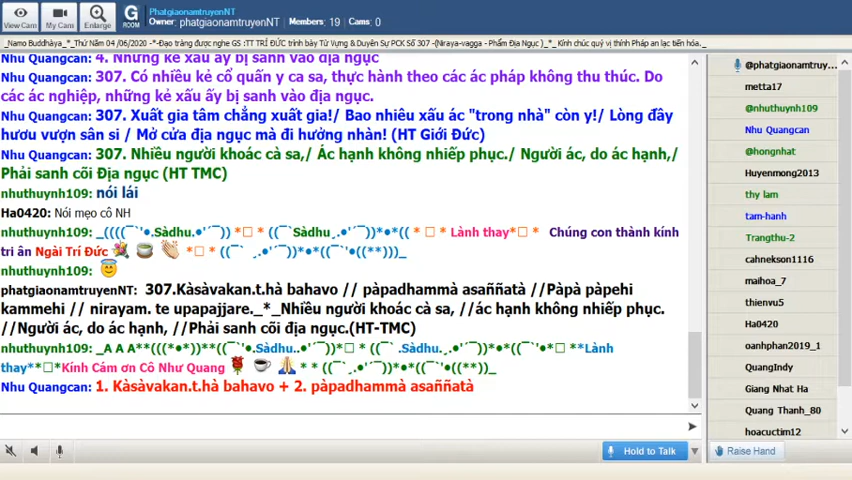 View Cam
My Cam
Enlarge
G
ROOM
PhatgiaonamtruyenNT
Owner: phatgiaonamtruyenNT | Members: 19 | Cams: 0
_Namo Buddhàya_*_Thứ Năm 04 /06/2020 -*-Đạo tràng được nghe GS :TT TRÍ ĐỨC trình bày Từ Vựng & Duyên Sự PCK Số 307 -(Niraya-vagga - Phẩm Địa Ngục )_*_ Kính chúc quý vị thính Pháp an lạc tiến hóa._
Nhu Quangcan: 4. Những kẻ xấu ấy bị sanh vào địa ngục
Nhu Quangcan: 307. Có nhiều kẻ cổ quấn y ca sa, thực hành theo các ác pháp không thu thúc. Do
các ác nghiệp, những kẻ xấu ấy bị sanh vào địa ngục.
Nhu Quangcan: 307. Xuất gia tâm chẳng xuất gia!/ Bao nhiêu xấu ác "trong nhà" còn y!/ Lòng đầy
hươu vượn sân si / Mở cửa địa ngục mà đi hưởng nhàn! (HT Giới Đức)
Nhu Quangcan: 307. Nhiều người khoác cà sa,/ Ác hạnh không nhiếp phục./ Người ác, do ác hạnh,/
Phải sanh cõi Địa ngục (HT TMC)
nhuthuynh109: nói lái
Ha0420: Nói mẹo cô NH
nhuthuynh109: _((((¯`'•.Sàdhu.•'´¯)) *□ * ((¯`Sàdhu¸.•'´¯))*•*(( * □ * Lành thay*□ * Chúng con thành kính
tri ân Ngài Trí Đức *□ * ((¯` ¸.•'´¯))*•*((¯`'•((**)))_
nhuthuynh109:
phatgiaonamtruyenNT: 307.Kàsàvakan.t.hà bahavo // pàpadhammà asaññatà //Pàpà pàpehi
kammehi // nirayam. te upapajjare._*_Nhiều người khoác cà sa, //ác hạnh không nhiếp phục.
//Người ác, do ác hạnh, //Phải sanh cõi địa ngục.(HT-TMC)
nhuthuynh109: _A A A**(((*•*))**((¯`'•.Sàdhu..•'´¯))*□ * ((¯` .Sàdhu.¸.•'´¯))*•*((¯`'•*□ **Lành
thay**□*Kính Cám ơn Cô Như Quang * * ((¯`¸.•'´¯))*•*((¯`'•((**))_
Nhu Quangcan: 1. Kàsàvakan.t.hà bahavo + 2. pàpadhammà asaññatà
Hold to Talk
@phatgiaonamtruy...
metta17
@nhuthuynh109
Nhu Quangcan
@hongnhat
Huyenmong2013
thy lam
tam-hanh
Trangthu-2
cahnekson1116
maihoa_7
thienvu5
Ha0420
oanhphan2019_1
QuangIndy
Giang Nhat Ha
Quang Thanh_80
hoacuctim12
Raise Hand